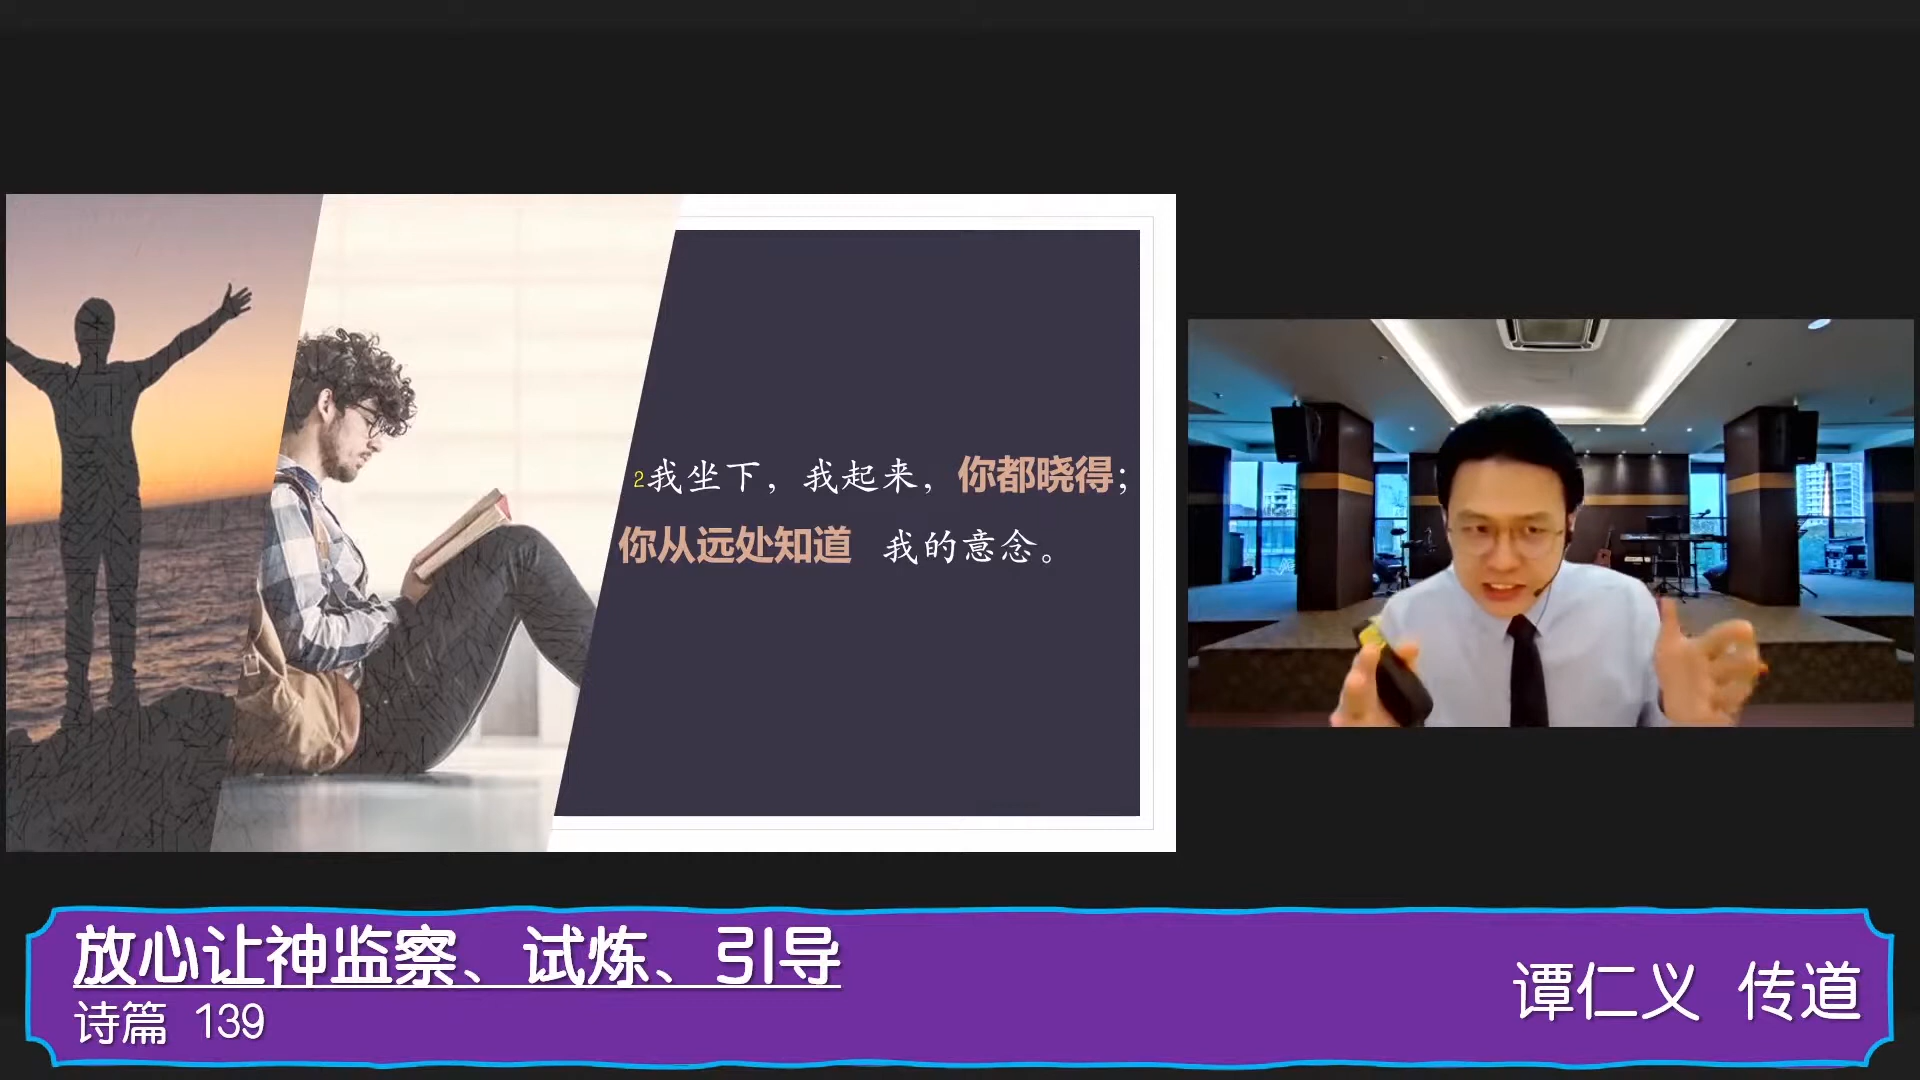 2我坐下，我起来，你都晓得；
你从远处知道 我的意念。
放心让神监察、试炼、引导
诗篇 139
谭仁义 传道